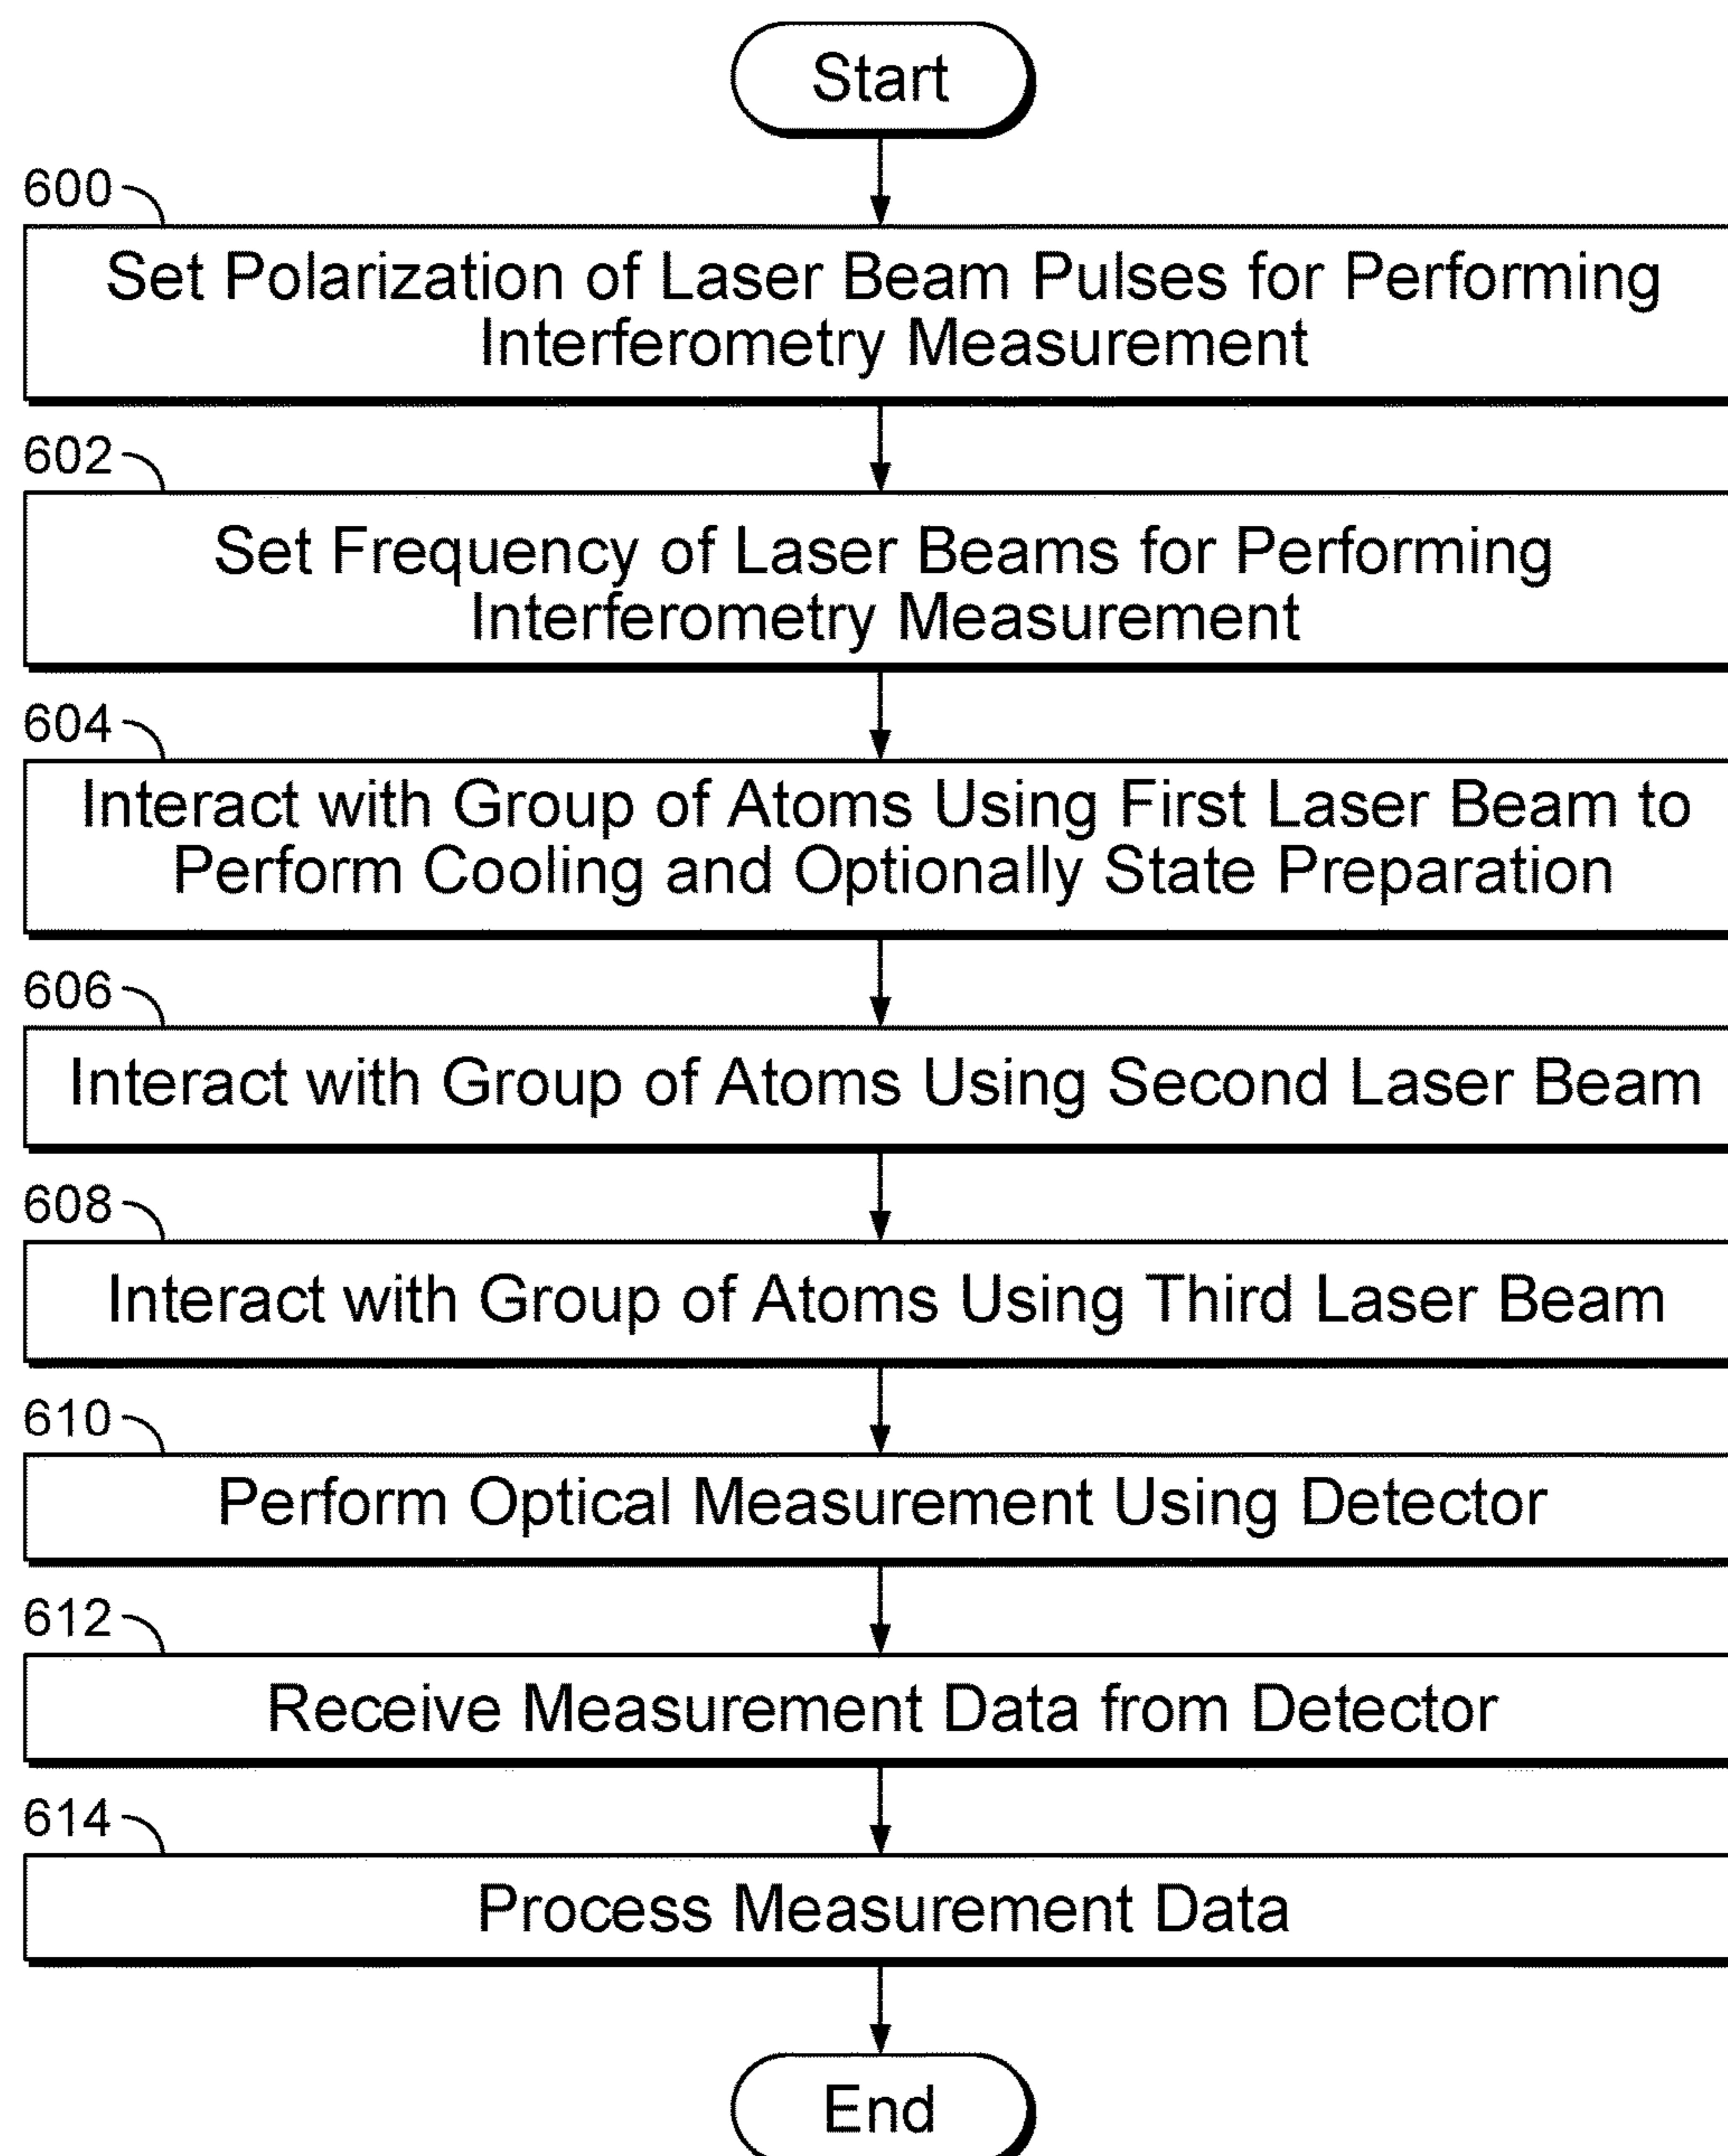 Start
600
Set Polarization of Laser Beam Pulses for Performing
Interferometry Measurement
602
Set Frequency of Laser Beams for Performing
Interferometry Measurement
604
Interact with Group of Atoms Using First Laser Beam to
Perform Cooling and Optionally State Preparation
606
Interact with Group of Atoms Using Second Laser Beam
608
Interact with Group of Atoms Using Third Laser Beam
610
Perform Optical Measurement Using Detector
612
Receive Measurement Data from Detector
614
Process Measurement Data
End